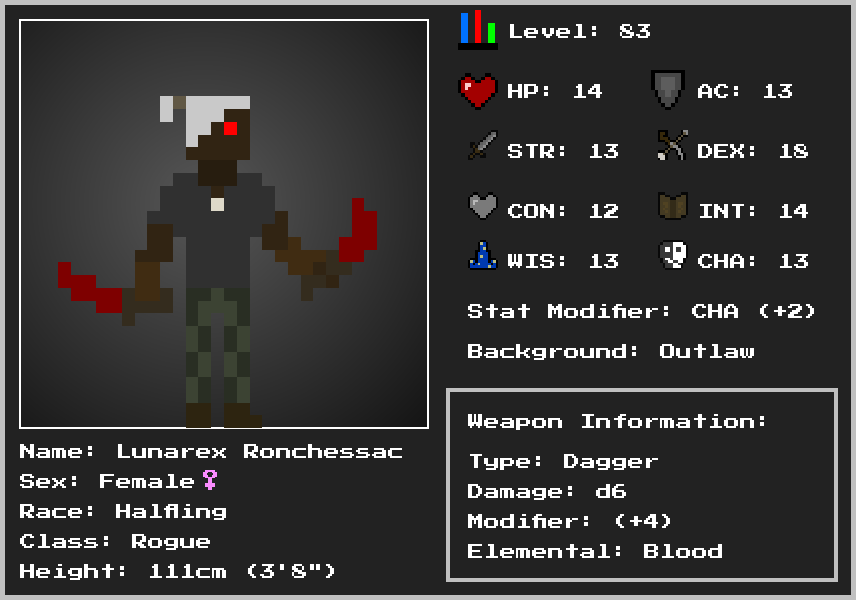 Level: 83
HP: 14 AC: 13
STR: 13 DEX: 18
CON: 12 INT: 14
WIS: 13 CHA: 13
Stat Modifier: CHA (+2)
Background: Outlaw
Weapon Information:
Type: Dagger
Damage: d6
Modifier: (+4)
Elemental: Blood
Name: Lunarex Ronchessac
Sex: Female♀
Race: Halfling
Class: Rogue
Height: 111cm (3'8")